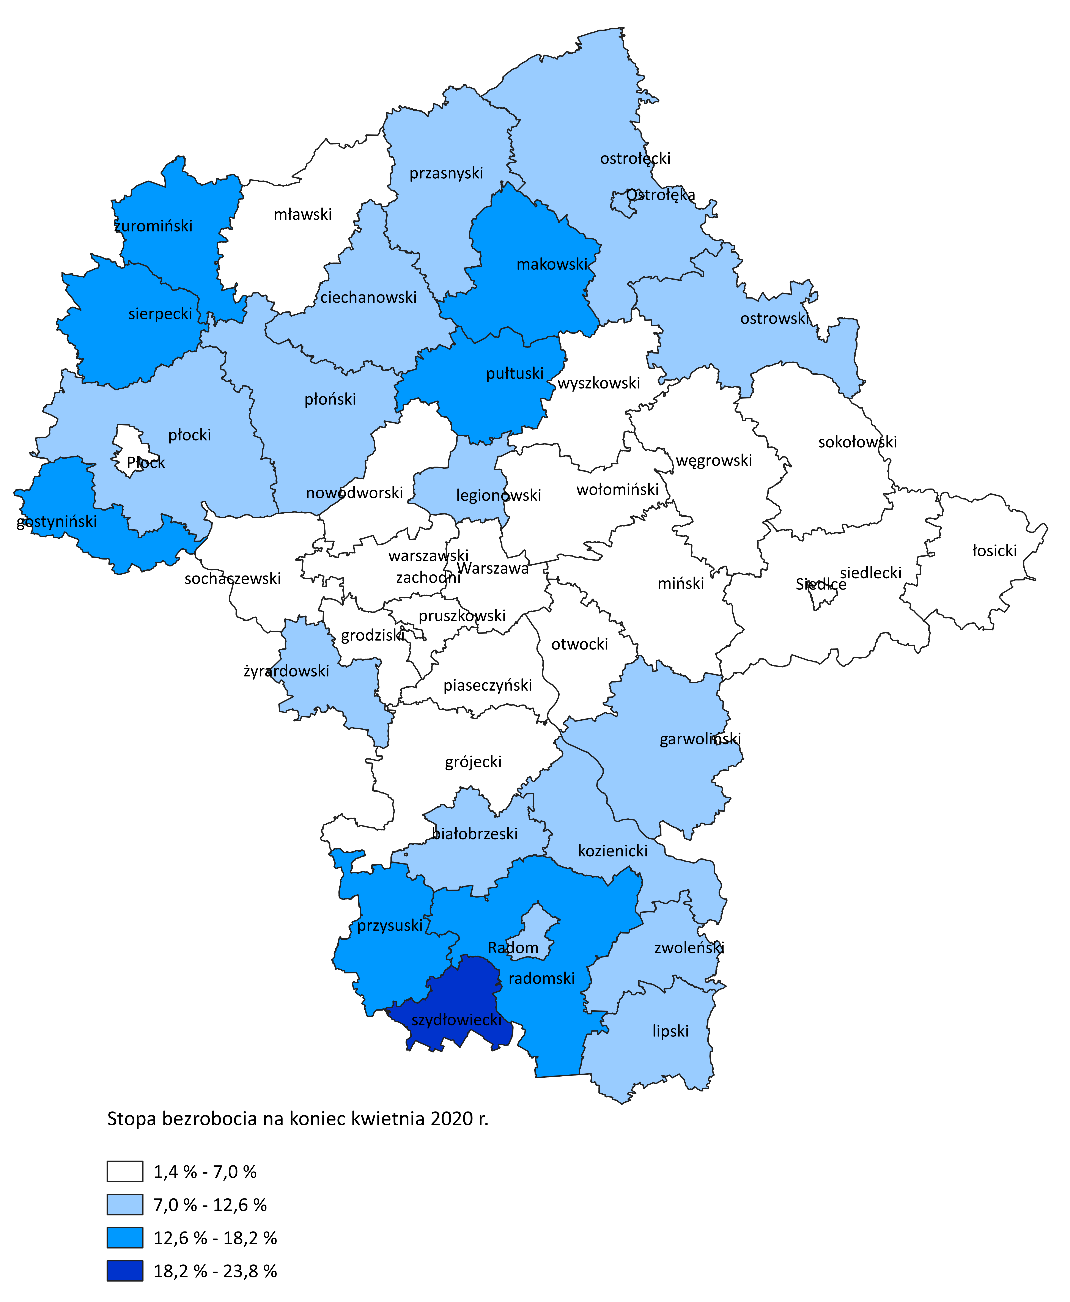 ostrołęcki
przasnyski
Ostrołęka
mławski
żuromiński
makowski
ciechanowski
sierpecki
ostrowski
pułtuski
wyszkowski
płoński
płocki
sokołowski
Płock
węgrowski
nowodworski
legionowski
wołomiński
gostyniński
łosicki
warszawski
zachodni
Warszawa
sochaczewski
siedlecki
Siedlce
miński
pruszkowski
grodziski
otwocki
żyrardowski
piaseczyński
garwoliński
grójecki
białobrzeski
kozienicki
przysuski
Radom
zwoleński
radomski
szydłowiecki
lipski
Stopa bezrobocia na koniec kwietnia 2020 r.
1,4 % - 7,0 %
7,0 % - 12,6 %
12,6 % - 18,2 %
18,2 % - 23,8 %